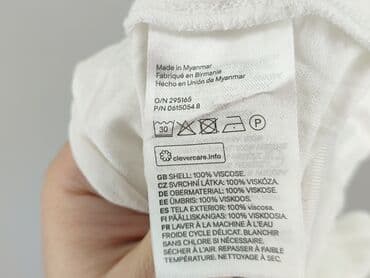 Made in Myanmar
Fabriqué en Birmanie
Hecho en Unión de Myanmar
O/N 295165
P/N 0615054 8
30 P
clevercare.info
GB SHELL: 100% VISCOSE.
CZ SVRCHNÍ LÁTKA: 100% VISKÓZA.
DE OBERMATERIAL: 100% VISKOSE.
EE ÜMBRIS: 100% VISKOOS.
ES TELA EXTERIOR: 100% viscosa.
FI PÄÄLLISKANGAS: 100% VISKOOSIA.
FR LAVER À LA MACHINE À L'EAU
FROIDE CYCLE DÉLICAT. BLANCHIR
SANS CHLORE SI NÉCESSAIRE.
SÉCHER À L'AIR. REPASSER À FAIBLE
TEMPÉRATURE. NETTOYAGE À SEC.